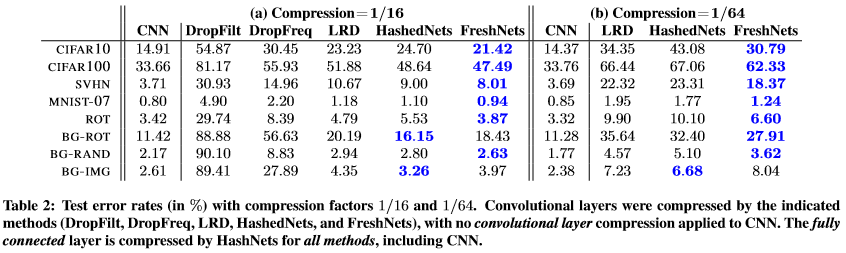 (a) Compression=1/16 (b) Compression=1/64
CNN DropFilt DropFreq LRD HashedNets FreshNets CNN LRD HashedNets FreshNets
CIFAR10 14.91 54.87 30.45 23.23 24.70 21.42 14.37 34.35 43.08 30.79
CIFAR100 33.66 81.17 55.93 51.88 48.64 47.49 33.76 66.44 67.06 62.33
SVHN 3.71 30.93 14.96 10.67 9.00 8.01 3.69 22.32 23.31 18.37
MNIST-07 0.80 4.90 2.20 1.18 1.10 0.94 0.85 1.95 1.77 1.24
ROT 3.42 29.74 8.39 4.79 5.53 3.87 3.32 9.90 10.10 6.60
BG-ROT 11.42 88.88 56.63 20.19 16.15 18.43 11.28 35.64 32.40 27.91
BG-RAND 2.17 90.10 8.83 2.94 2.80 2.63 1.77 4.57 5.10 3.62
BG-IMG 2.61 89.41 27.89 4.35 3.26 3.97 2.38 7.23 6.68 8.04
Table 2: Test error rates (in %) with compression factors 1/16 and 1/64. Convolutional layers were compressed by the indicated
methods (DropFilt, DropFreq, LRD, HashedNets, and FreshNets), with no convolutional layer compression applied to CNN. The fully
connected layer is compressed by HashNets for all methods, including CNN.